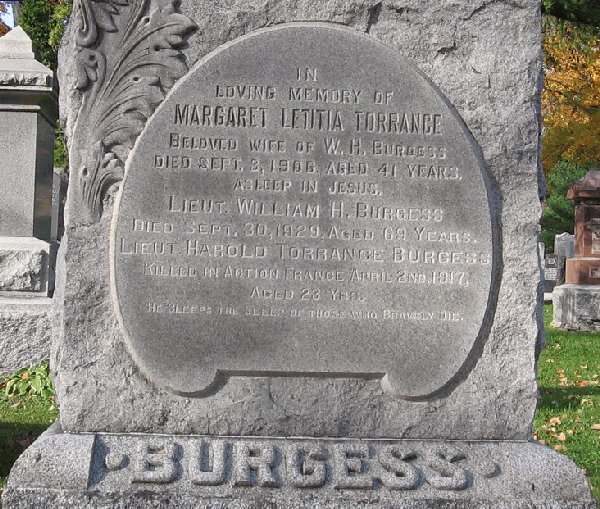 IN
LOVING MEMORY OF
MARGARET LETITIA TORRANCE
BELOVED WIFE OF W. H. BURGESS
DIED SEPT. 3, 1906, AGED 41 YEARS,
ASLEEP IN JESUS.
LIEUT. WILLIAM H. BURGESS
DIED SEPT. 30, 1929, AGED 69 YEARS.
LIEUT. HAROLD TORRANCE BURGESS
KILLED IN ACTION FRANCE APRIL 2ND, 1917,
AGED 23 YRS.
HE SLEEPS THE SLEEP OF THOSE WHO BRAVELY DIE.
BURGESS